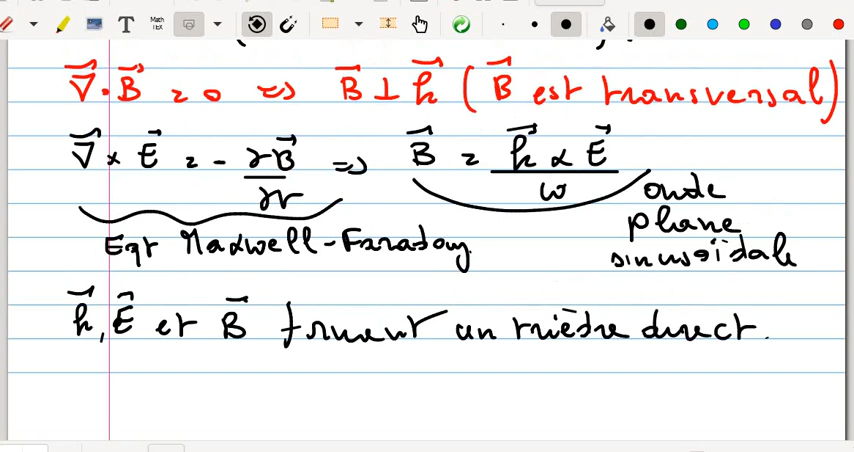 ∇⃗ · B⃗ = 0 ⇒ B⃗ ⊥ k⃗ ( B⃗ est transversal)
∇⃗ × E⃗ = - ∂B⃗/∂t ⇒ B⃗ = k⃗ × E⃗ / ω
onde plane sinusoïdale
Eqt Maxwell-Faraday
k⃗, E⃗ et B⃗ forment un trièdre direct.